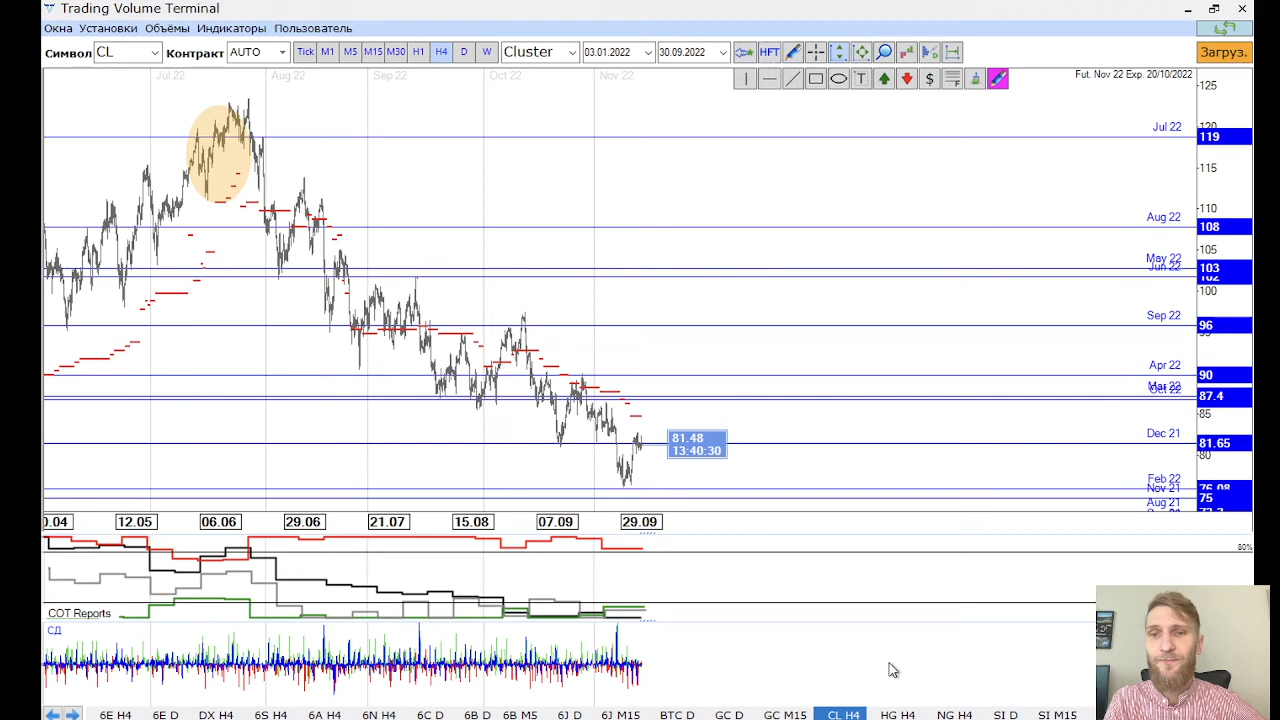 Trading Volume Terminal
Окна Установки Объёмы Индикаторы Пользователь
Символ CL Контракт AUTO Tick M1 M5 M15 M30 H1 H4 D W Cluster 03.01.2022 30.09.2022 HFT Загруз.
T $
Jul 22 Aug 22 Sep 22 Oct 22 Nov 22 Fut. Nov 22 Exp. 20/10/2022
125
120
Jul 22 119
115
110
Aug 22 108
105
May 22 103
Jun 22 102
100
Sep 22 96
Apr 22 90
Mar 22
Oct 22 87.4
85
Dec 21 81.65
81.48
13:40:30
80
Feb 22 76.08
Nov 21 75
Aug 21
0.04 12.05 06.06 29.06 21.07 15.08 07.09 29.09
80%
COT Reports
СД
6E H4 6E D DX H4 6S H4 6A H4 6N H4 6C D 6B D 6B M5 6J D 6J M15 BTC D GC D GC M15 CL H4 HG H4 NG H4 SI D SI M15